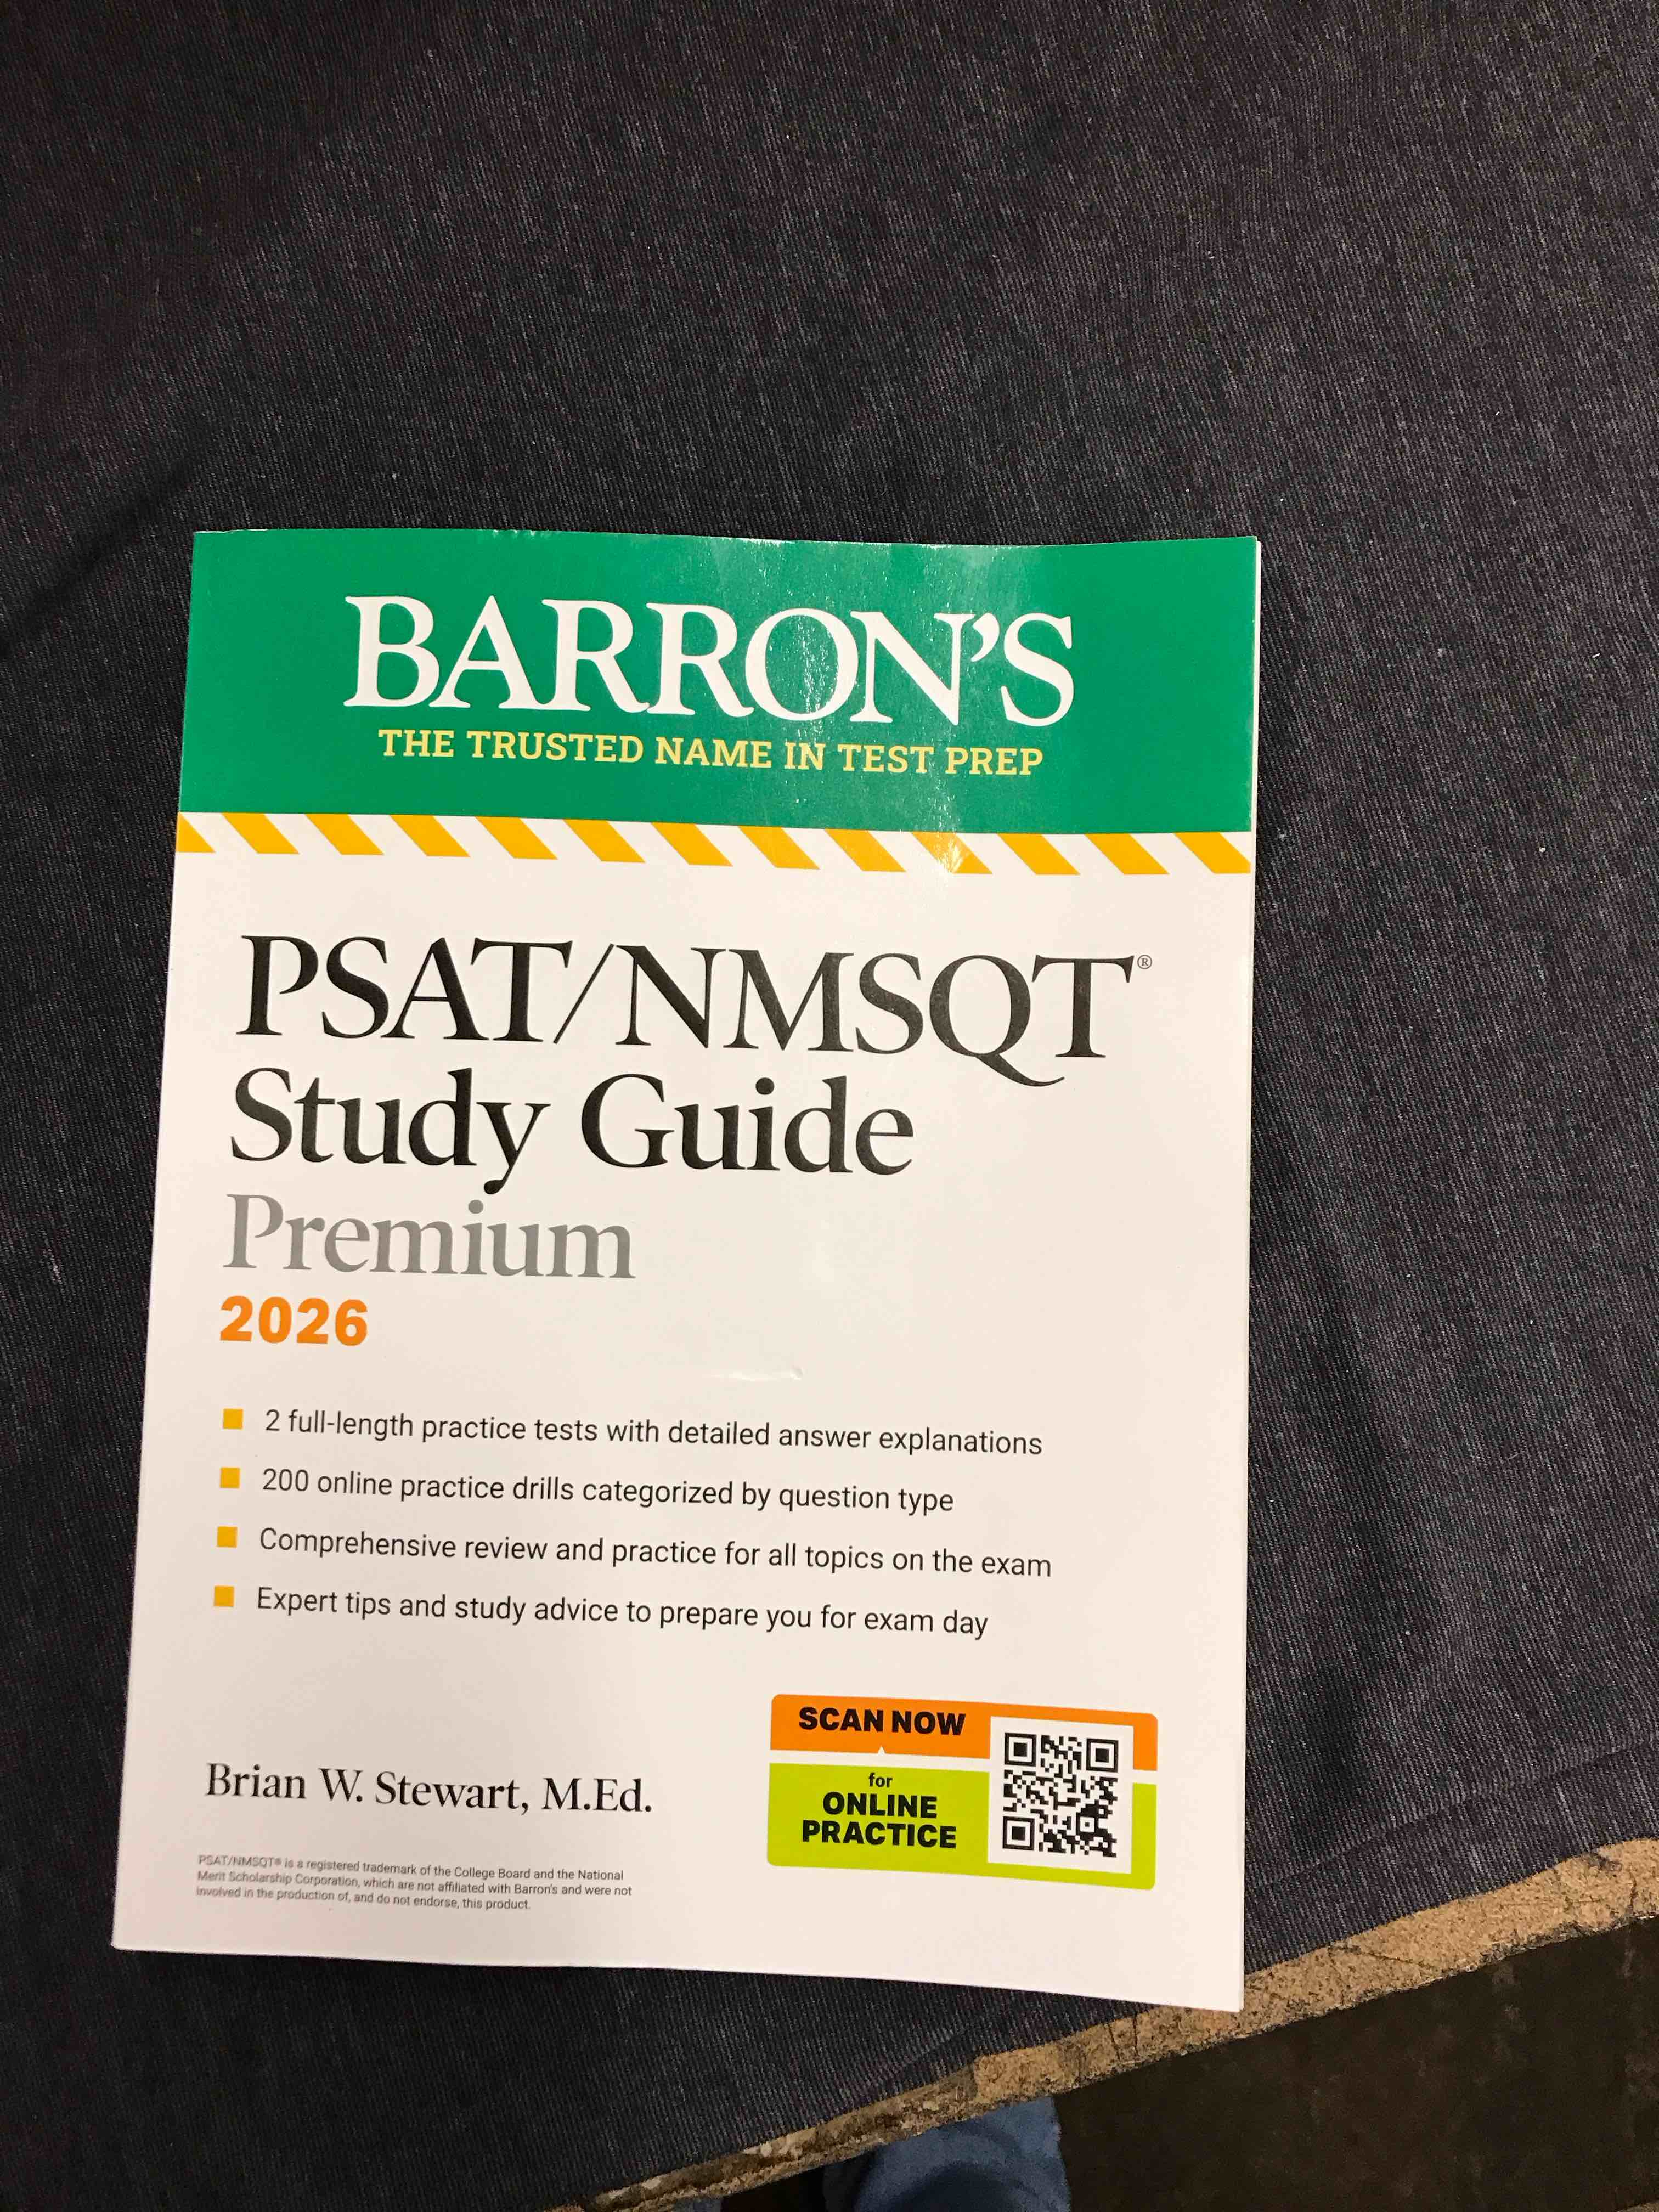 BARRON'S
THE TRUSTED NAME IN TEST PREP
PSAT/NMSQT®
Study Guide
Premium
2026
2 full-length practice tests with detailed answer explanations
200 online practice drills categorized by question type
Comprehensive review and practice for all topics on the exam
Expert tips and study advice to prepare you for exam day
Brian W. Stewart, M.Ed.
SCAN NOW
for
ONLINE
PRACTICE
PSAT/NMSQT® is a registered trademark of the College Board and the National
Merit Scholarship Corporation, which are not affiliated with Barron's and were not
involved in the production of, and do not endorse, this product.